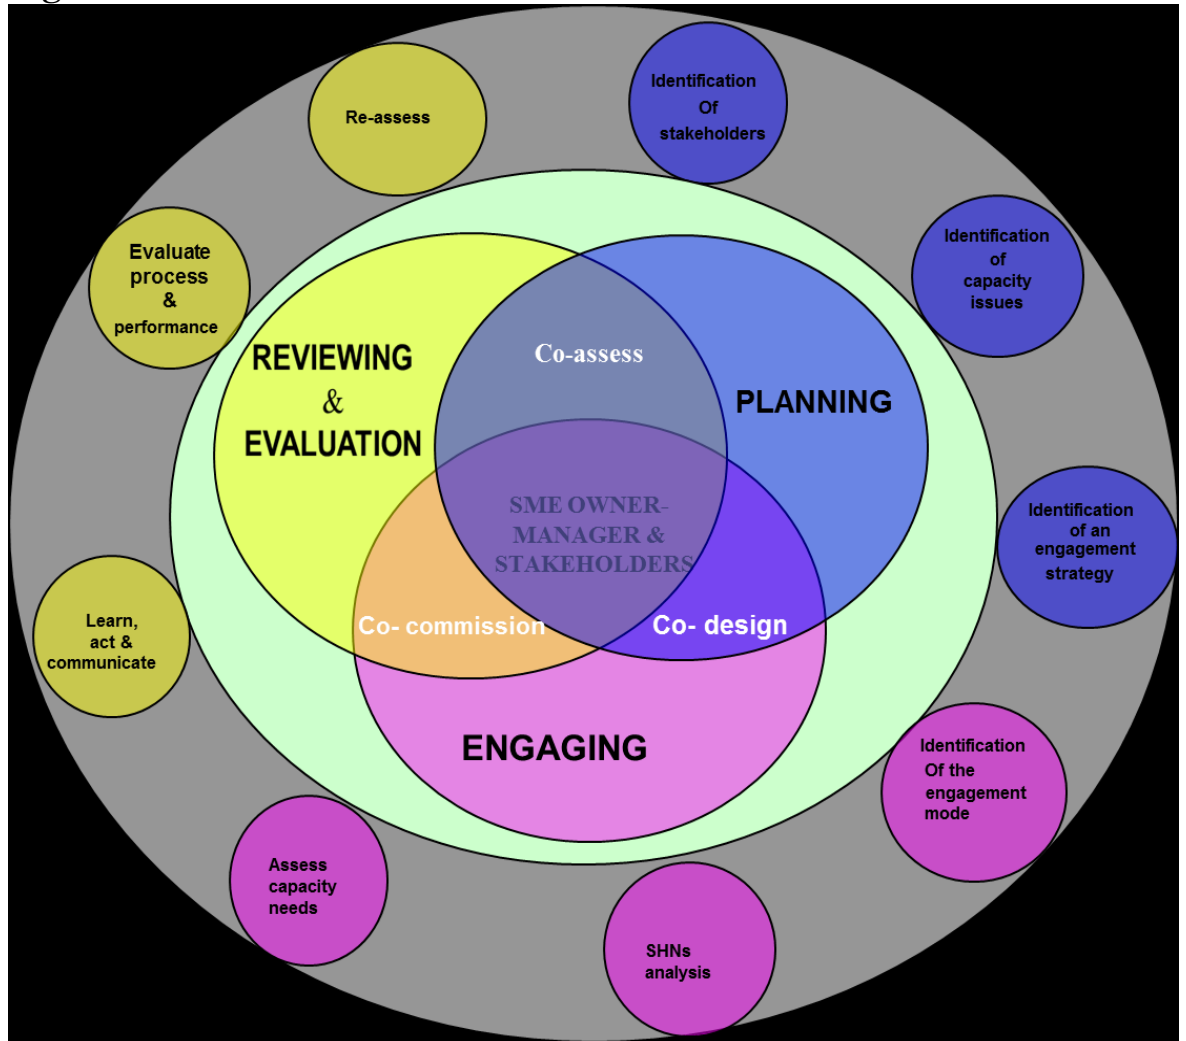 Re-assess
Identification
Of
stakeholders
Evaluate
process
&
performance
Identification
of
capacity
issues
REVIEWING
&
EVALUATION
Co-assess
PLANNING
SME OWNER-
MANAGER &
STAKEHOLDERS
Identification
of an
engagement
strategy
Learn,
act &
communicate
Co- commission
Co- design
ENGAGING
Identification
Of the
engagement
mode
Assess
capacity
needs
SHNs
analysis